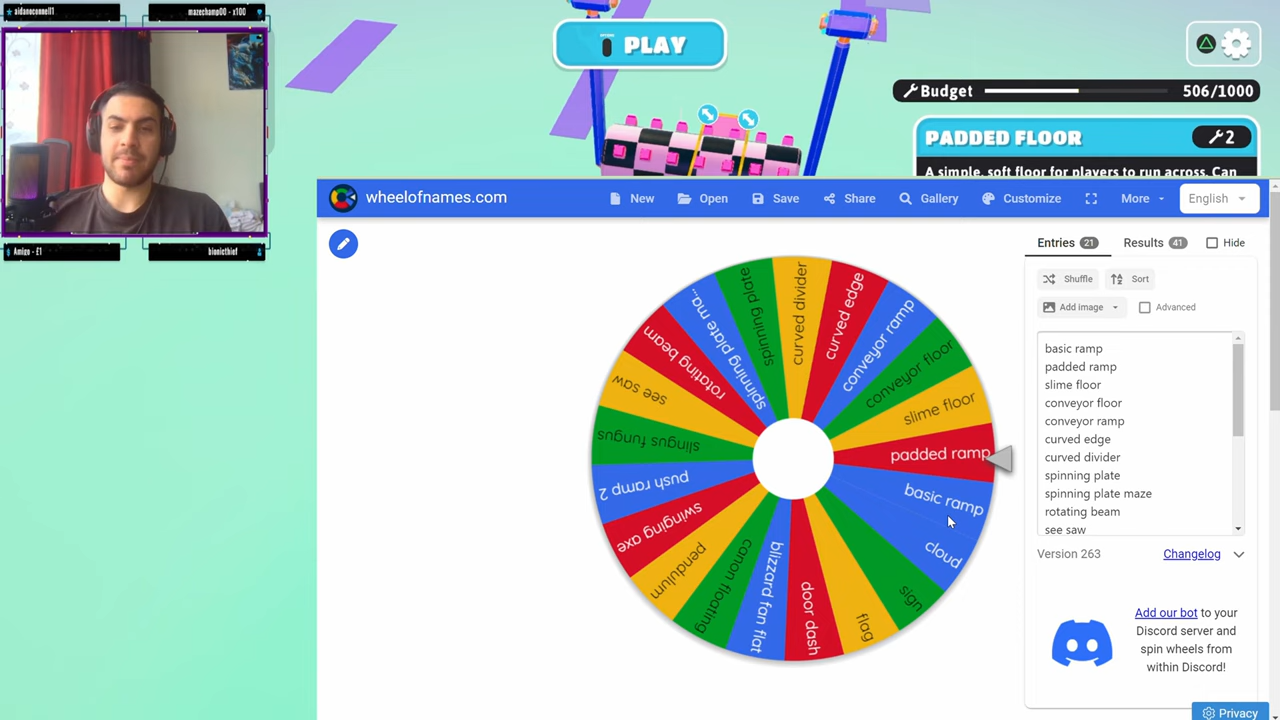 aidanoconnell1
mazechamp00 - x100
Amigo - £1
bionicthief
PLAY
Budget
506/1000
PADDED FLOOR
2
A simple, soft floor for players to run across. Can
wheelofnames.com
New
Open
Save
Share
Gallery
Customize
More
English
Entries 21
Results 41
Hide
Shuffle
Sort
Add image
Advanced
basic ramp
padded ramp
slime floor
conveyor floor
conveyor ramp
curved edge
curved divider
spinning plate
spinning plate maze
rotating beam
see saw
Version 263
Changelog
Add our bot to your
Discord server and
spin wheels from
within Discord!
Privacy
padded ramp
slime floor
conveyor floor
conveyor ramp
curved edge
curved divider
spinning plate
spinning plate ma...
rotating beam
see saw
slingus fungus
push ramp 2
swinging axe
pendulum
canon floating
blizzard fan flat
door dash
flag
sign
cloud
basic ramp